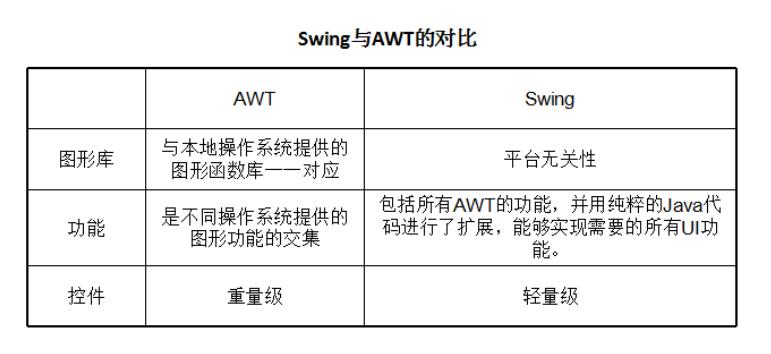 Swing与AWT的对比
AWT
Swing
图形库
与本地操作系统提供的
图形函数库一一对应
平台无关性
功能
是不同操作系统提供的
图形功能的交集
包括所有AWT的功能，并用纯粹的Java代
码进行了扩展，能够实现需要的所有UI功
能。
控件
重量级
轻量级